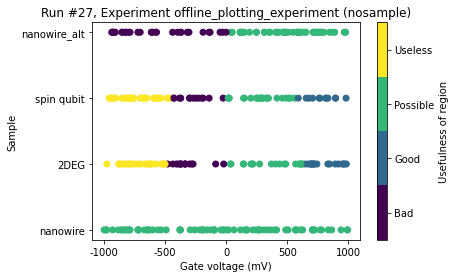 Run #27, Experiment offline_plotting_experiment (nosample)
nanowire_alt
spin qubit
2DEG
nanowire
Sample
-1000 -500 0 500 1000
Gate voltage (mV)
Useless
Possible
Good
Bad
Usefulness of region